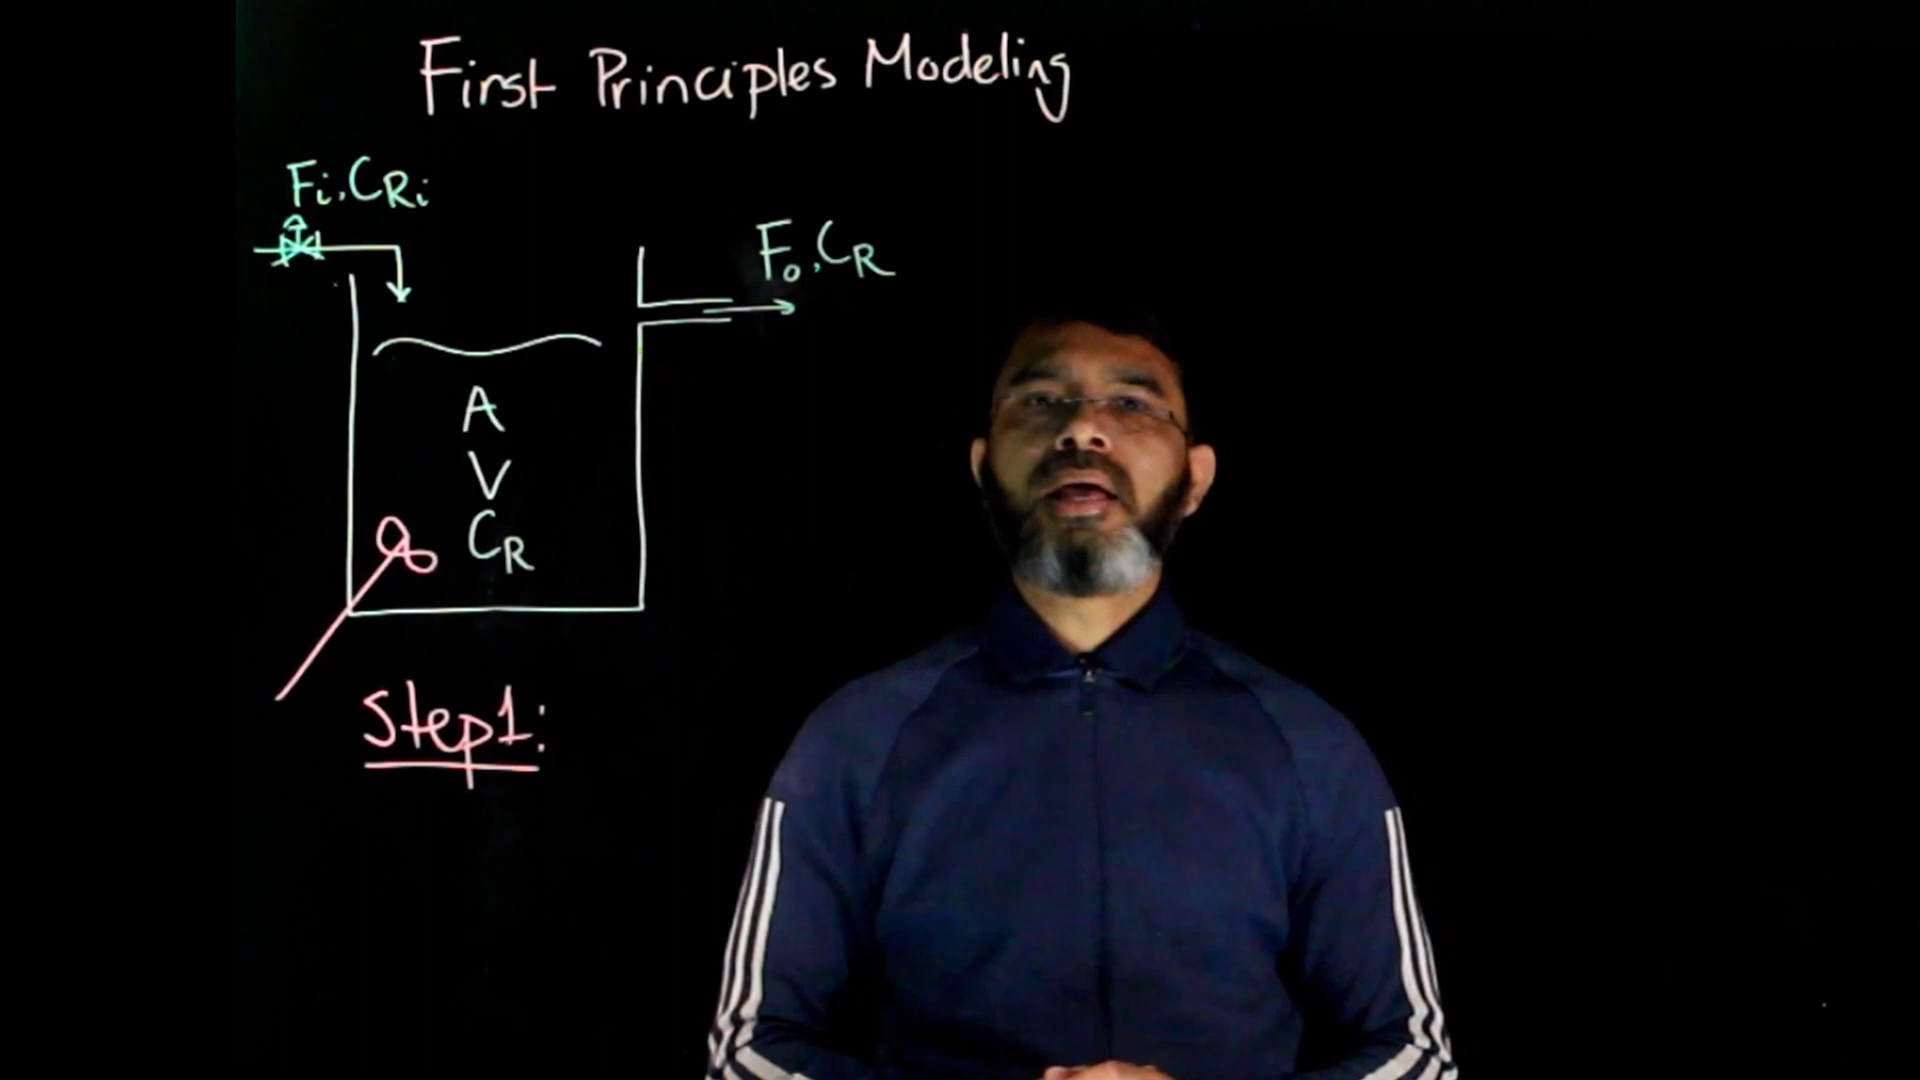 First Principles Modeling
Fi, CRi
Fo, CR
A
V
CR
Step1: